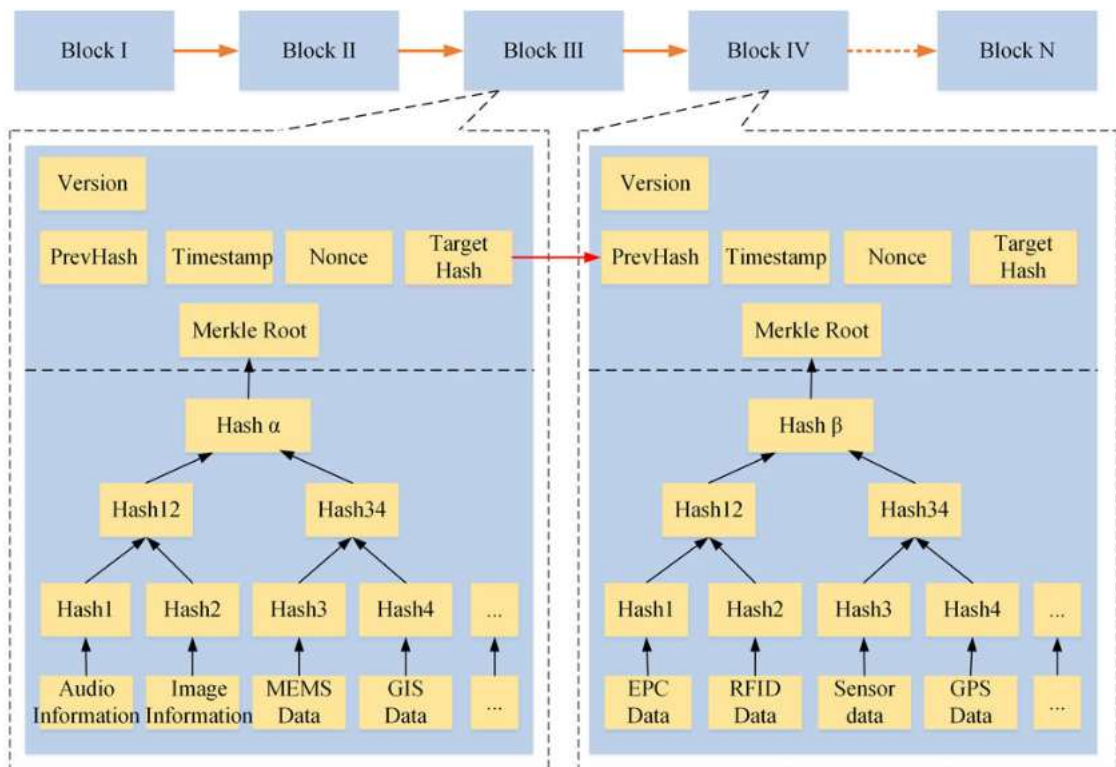 Block I
Block II
Block III
Block IV
Block N
Version
PrevHash
Timestamp
Nonce
Target
Hash
Merkle Root
Hash α
Hash12
Hash34
Hash1
Hash2
Hash3
Hash4
...
Audio
Information
Image
Information
MEMS
Data
GIS
Data
...
Version
PrevHash
Timestamp
Nonce
Target
Hash
Merkle Root
Hash β
Hash12
Hash34
Hash1
Hash2
Hash3
Hash4
...
EPC
Data
RFID
Data
Sensor
data
GPS
Data
...